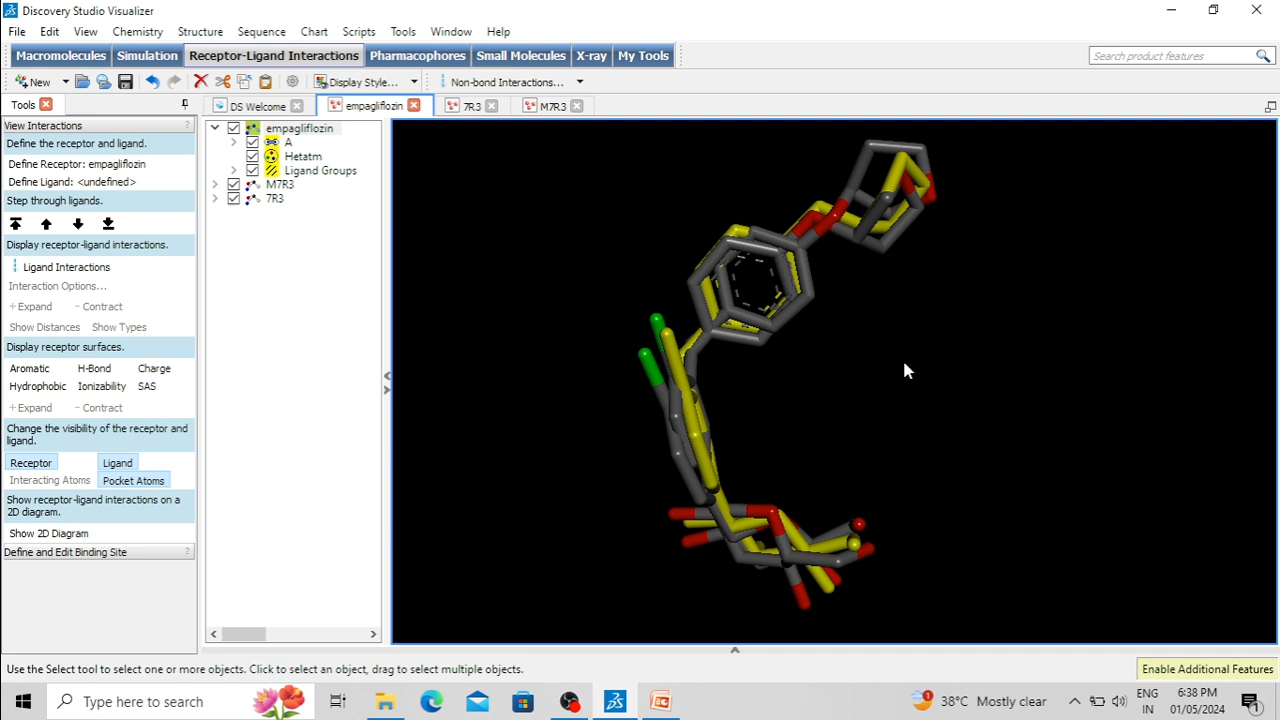 Discovery Studio Visualizer
File Edit View Chemistry Structure Sequence Chart Scripts Tools Window Help
Macromolecules Simulation Receptor-Ligand Interactions Pharmacophores Small Molecules X-ray My Tools Search product features
New Display Style... Non-bond Interactions...
Tools DS Welcome empagliflozin 7R3 M7R3
View Interactions ?
Define the receptor and ligand.
Define Receptor: empagliflozin
Define Ligand: <undefined>
Step through ligands.
Display receptor-ligand interactions.
Ligand Interactions
Interaction Options...
+ Expand - Contract
Show Distances Show Types
Display receptor surfaces.
Aromatic H-Bond Charge
Hydrophobic Ionizability SAS
+ Expand - Contract
Change the visibility of the receptor and
ligand.
Receptor Ligand
Interacting Atoms Pocket Atoms
Show receptor-ligand interactions on a
2D diagram.
Show 2D Diagram
Define and Edit Binding Site ?
empagliflozin
A
Hetatm
Ligand Groups
M7R3
7R3
Use the Select tool to select one or more objects. Click to select an object, drag to select multiple objects. Enable Additional Features
Type here to search 1 38°C Mostly clear ENG IN 6:38 PM 01/05/2024 1